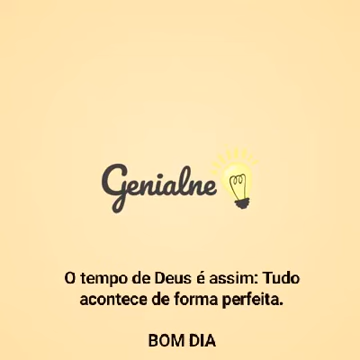 Genialne
O tempo de Deus é assim: Tudo
acontece de forma perfeita.
BOM DIA